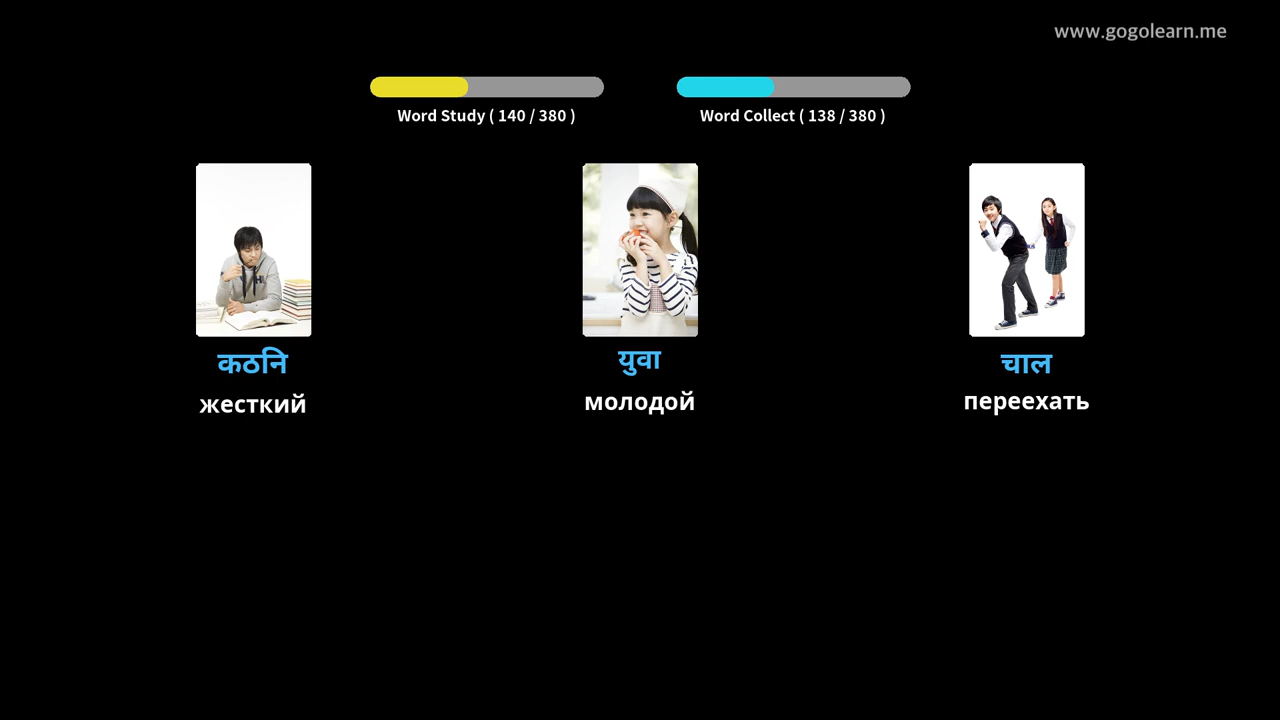 www.gogolearn.me
Word Study ( 140 / 380 )
Word Collect ( 138 / 380 )
कठनि
жесткий
युवा
молодой
चाल
переехать